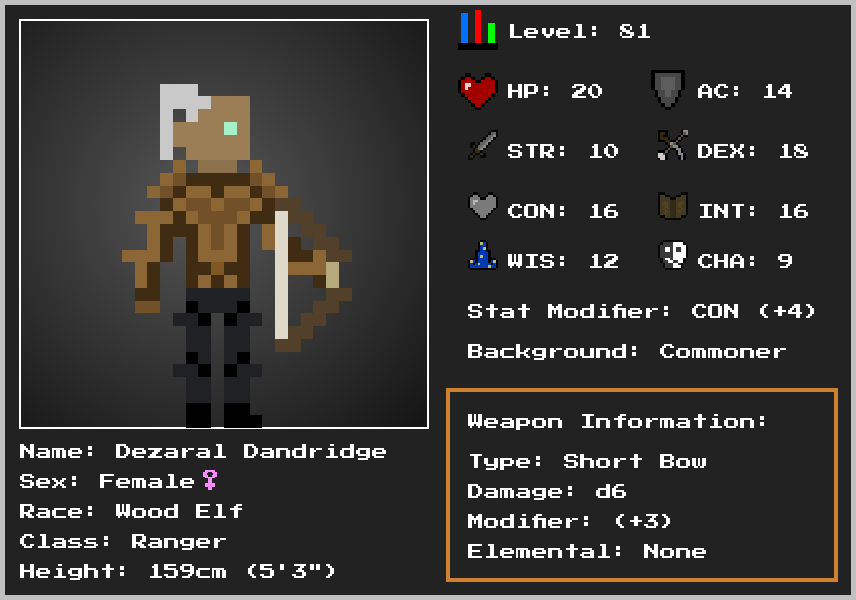 Level: 81
HP: 20 AC: 14
STR: 10 DEX: 18
CON: 16 INT: 16
WIS: 12 CHA: 9
Stat Modifier: CON (+4)
Background: Commoner
Weapon Information:
Type: Short Bow
Damage: d6
Modifier: (+3)
Elemental: None
Name: Dezaral Dandridge
Sex: Female♀
Race: Wood Elf
Class: Ranger
Height: 159cm (5'3")